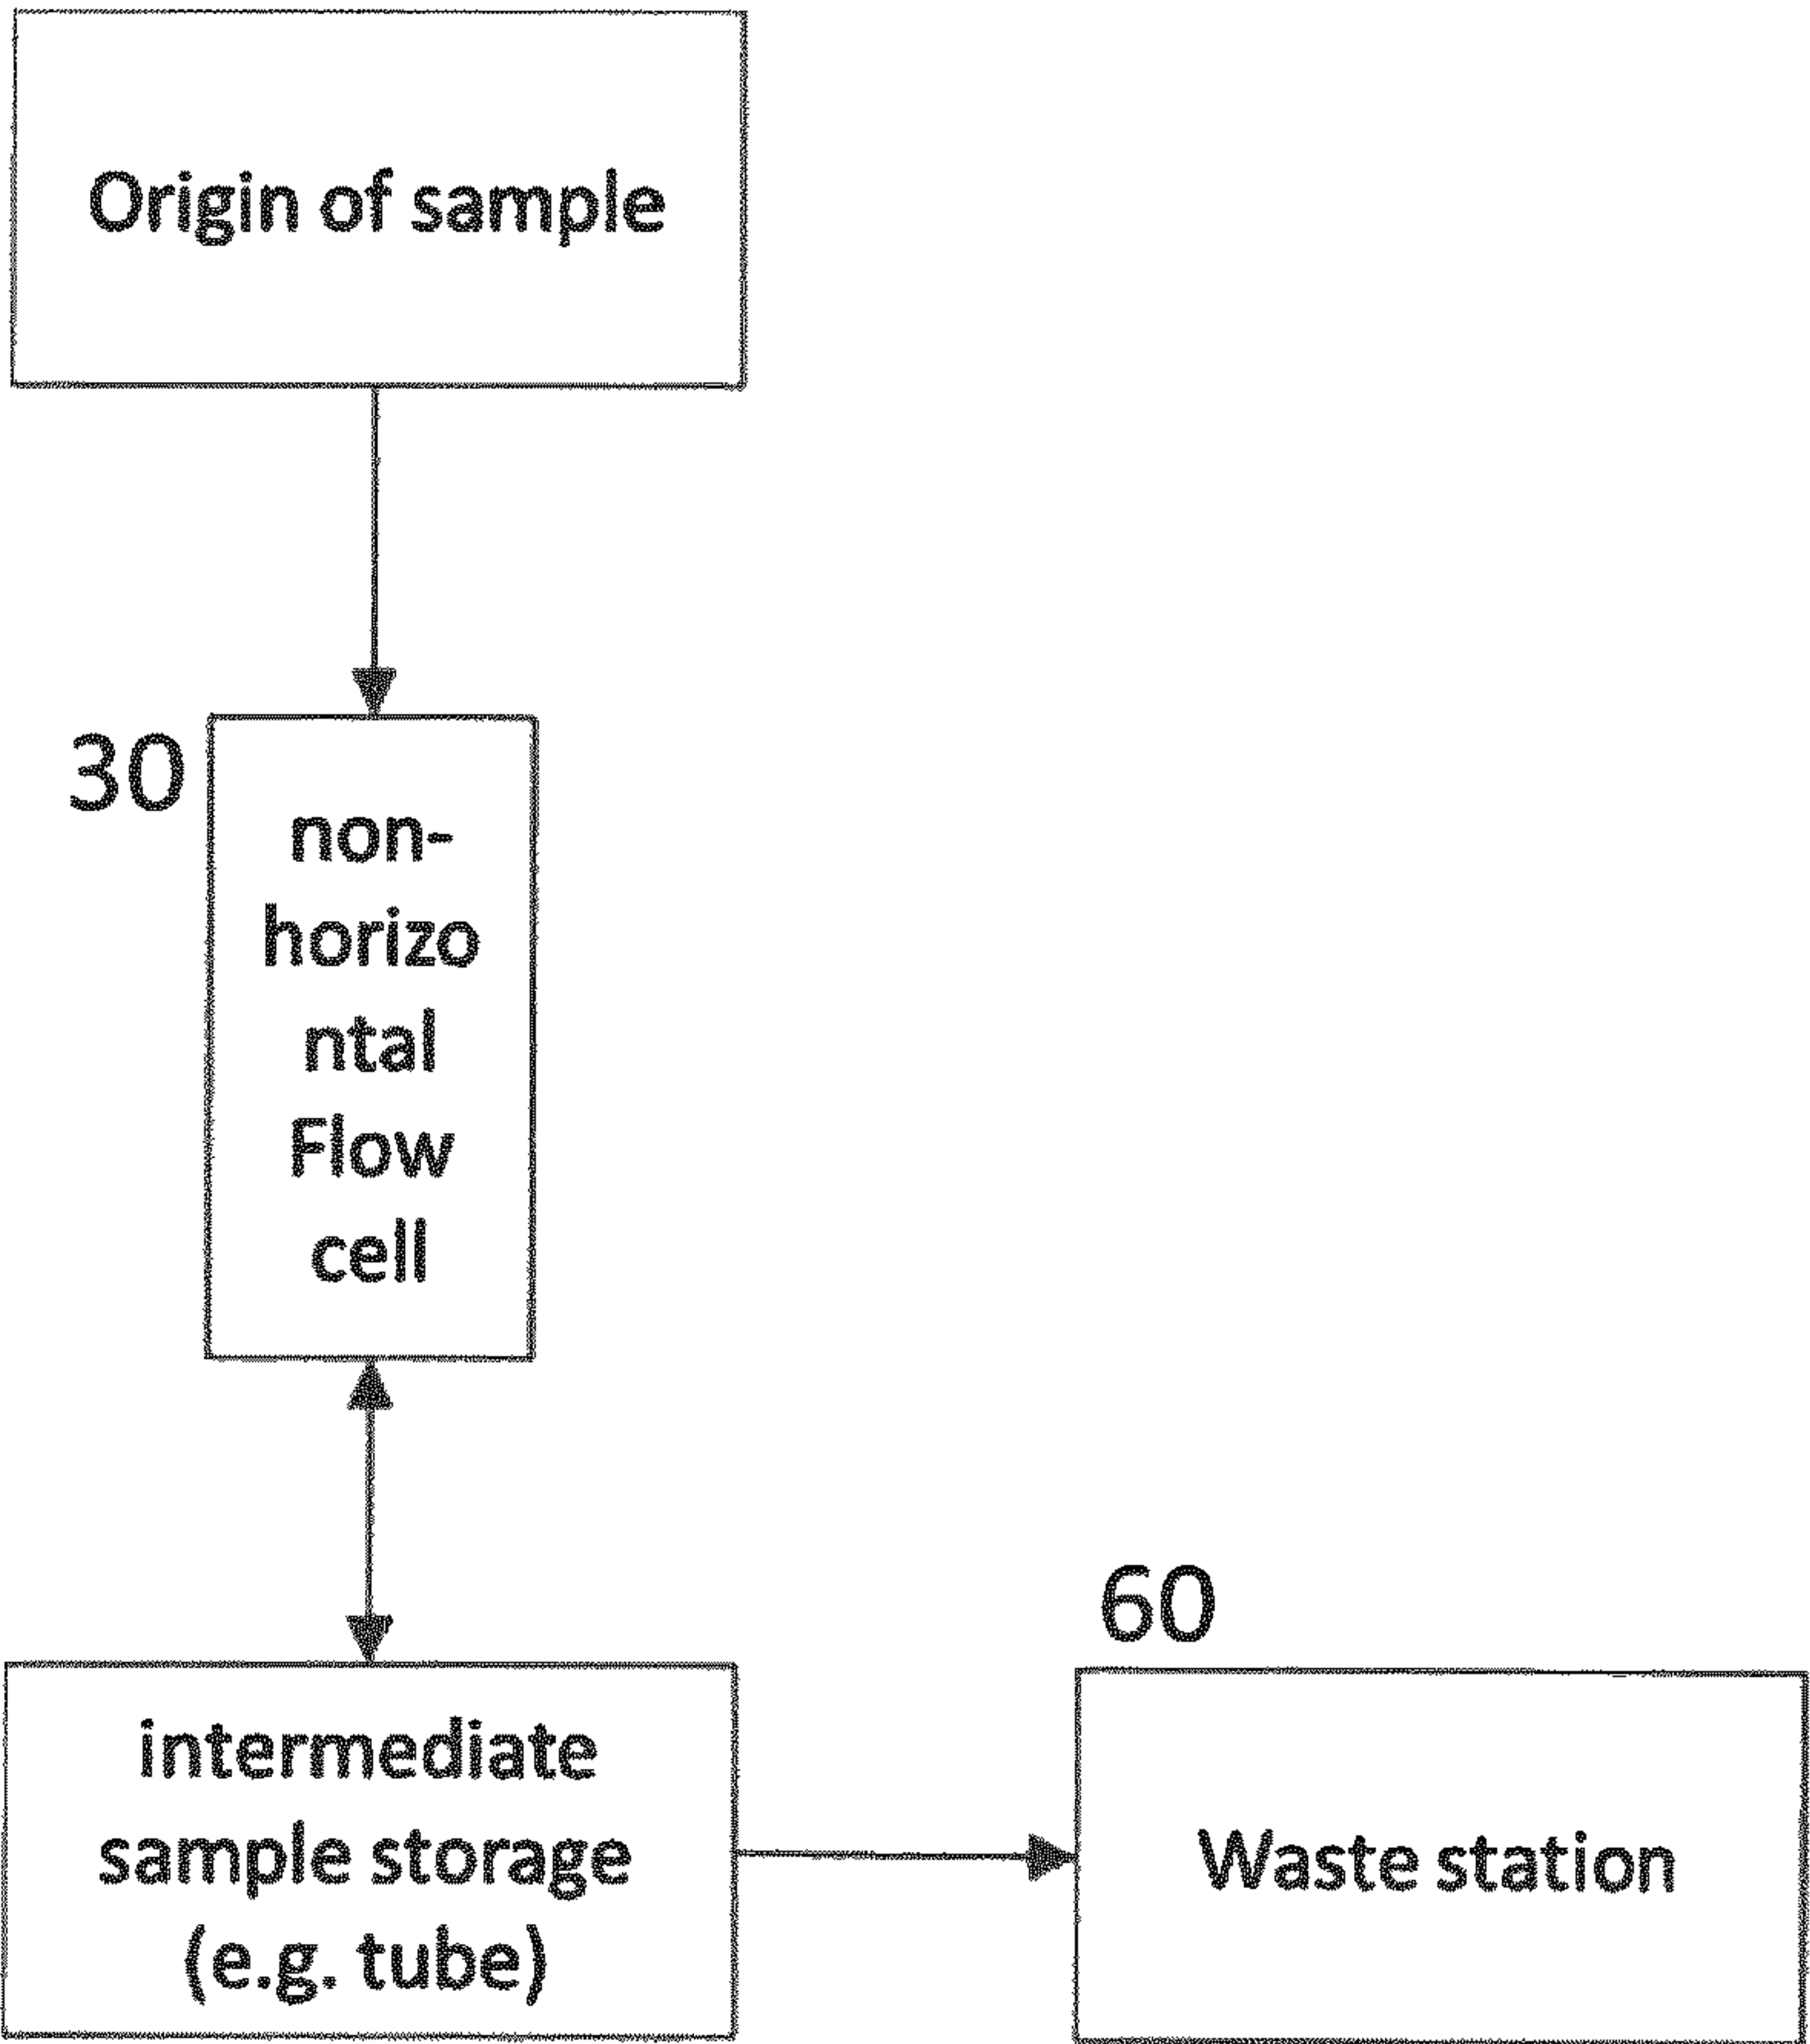 Origin of sample
30
non-
horizo
ntal
Flow
cell
60
intermediate
sample storage
(e.g. tube)
Waste station